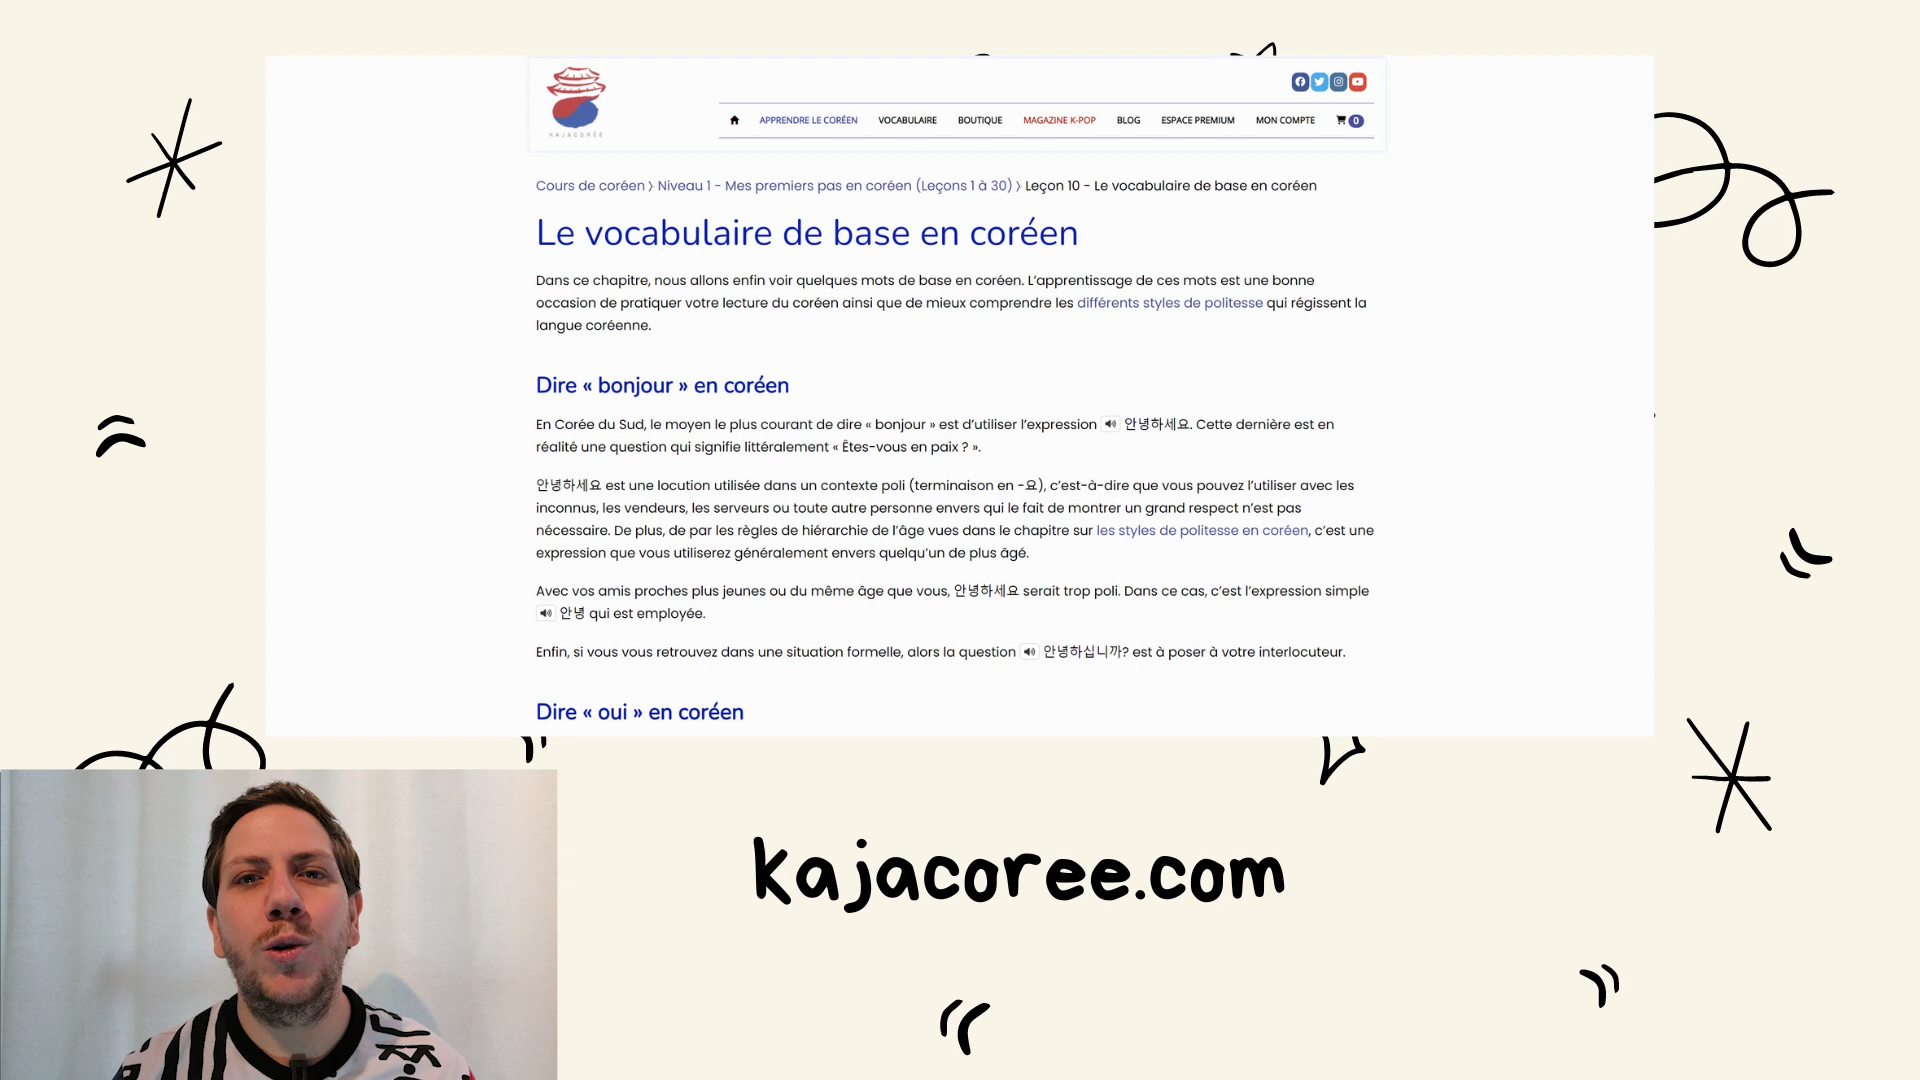 KAJACORÉE
APPRENDRE LE CORÉEN VOCABULAIRE BOUTIQUE MAGAZINE K-POP BLOG ESPACE PREMIUM MON COMPTE 0
Cours de coréen 〉 Niveau 1 - Mes premiers pas en coréen (Leçons 1 à 30) 〉 Leçon 10 - Le vocabulaire de base en coréen
Le vocabulaire de base en coréen
Dans ce chapitre, nous allons enfin voir quelques mots de base en coréen. L’apprentissage de ces mots est une bonne
occasion de pratiquer votre lecture du coréen ainsi que de mieux comprendre les différents styles de politesse qui régissent la
langue coréenne.
Dire « bonjour » en coréen
En Corée du Sud, le moyen le plus courant de dire « bonjour » est d’utiliser l’expression 안녕하세요. Cette dernière est en
réalité une question qui signifie littéralement « Êtes-vous en paix ? ».
안녕하세요 est une locution utilisée dans un contexte poli (terminaison en -요), c’est-à-dire que vous pouvez l’utiliser avec les
inconnus, les vendeurs, les serveurs ou toute autre personne envers qui le fait de montrer un grand respect n’est pas
nécessaire. De plus, de par les règles de hiérarchie de l’âge vues dans le chapitre sur les styles de politesse en coréen, c’est une
expression que vous utiliserez généralement envers quelqu’un de plus âgé.
Avec vos amis proches plus jeunes ou du même âge que vous, 안녕하세요 serait trop poli. Dans ce cas, c’est l’expression simple
안녕 qui est employée.
Enfin, si vous vous retrouvez dans une situation formelle, alors la question 안녕하십니까? est à poser à votre interlocuteur.
Dire « oui » en coréen
kajacoree.com